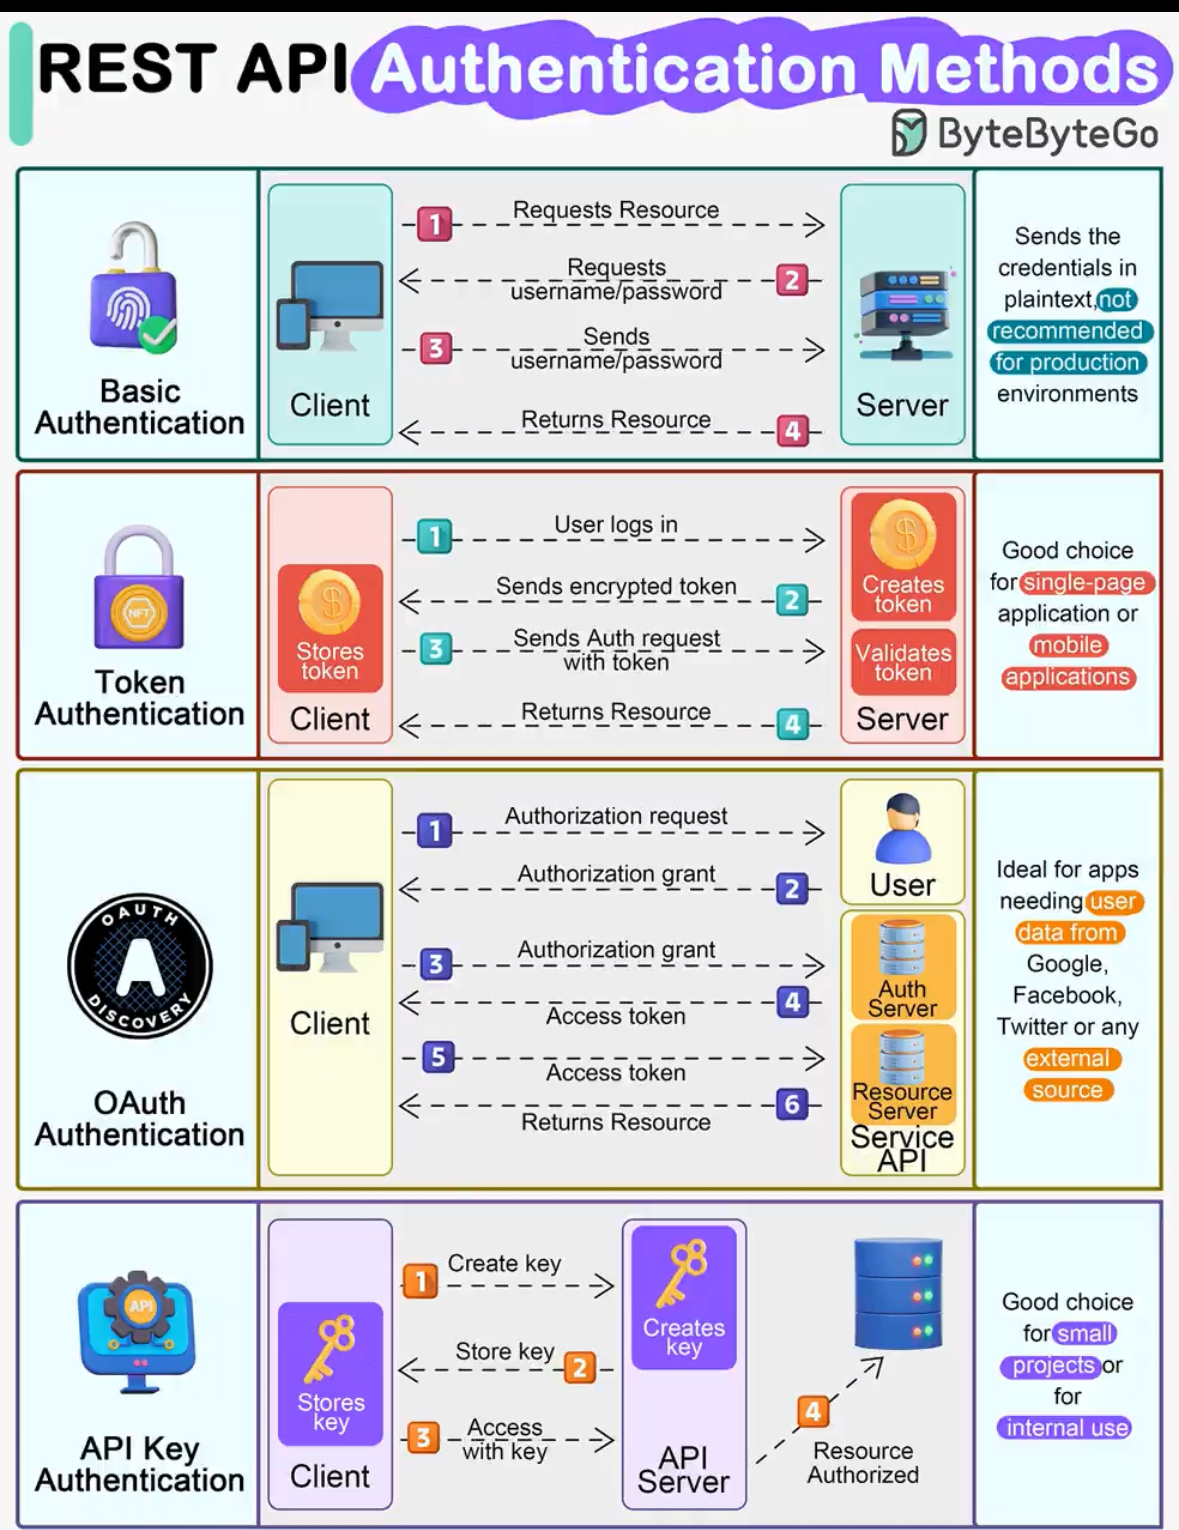 REST API Authentication Methods
ByteByteGo
Basic
Authentication
Client
1
Requests Resource
Requests
username/password
2
3
Sends
username/password
Returns Resource
4
Server
Sends the
credentials in
plaintext, not
recommended
for production
environments
NFT
Token
Authentication
Stores
token
Client
1
User logs in
Sends encrypted token
2
3
Sends Auth request
with token
Returns Resource
4
Creates
token
Validates
token
Server
Good choice
for single-page
application or
mobile
applications
OAUTH
A
DISCOVERY
OAuth
Authentication
Client
1
Authorization request
Authorization grant
2
3
Authorization grant
4
Access token
5
Access token
6
Returns Resource
User
Auth
Server
Resource
Server
Service
API
Ideal for apps
needing user
data from
Google,
Facebook,
Twitter or any
external
source
API
API Key
Authentication
Stores
key
Client
1
Create key
Store key
2
3
Access
with key
Creates
key
API
Server
4
Resource
Authorized
Good choice
for small
projects or
for
internal use